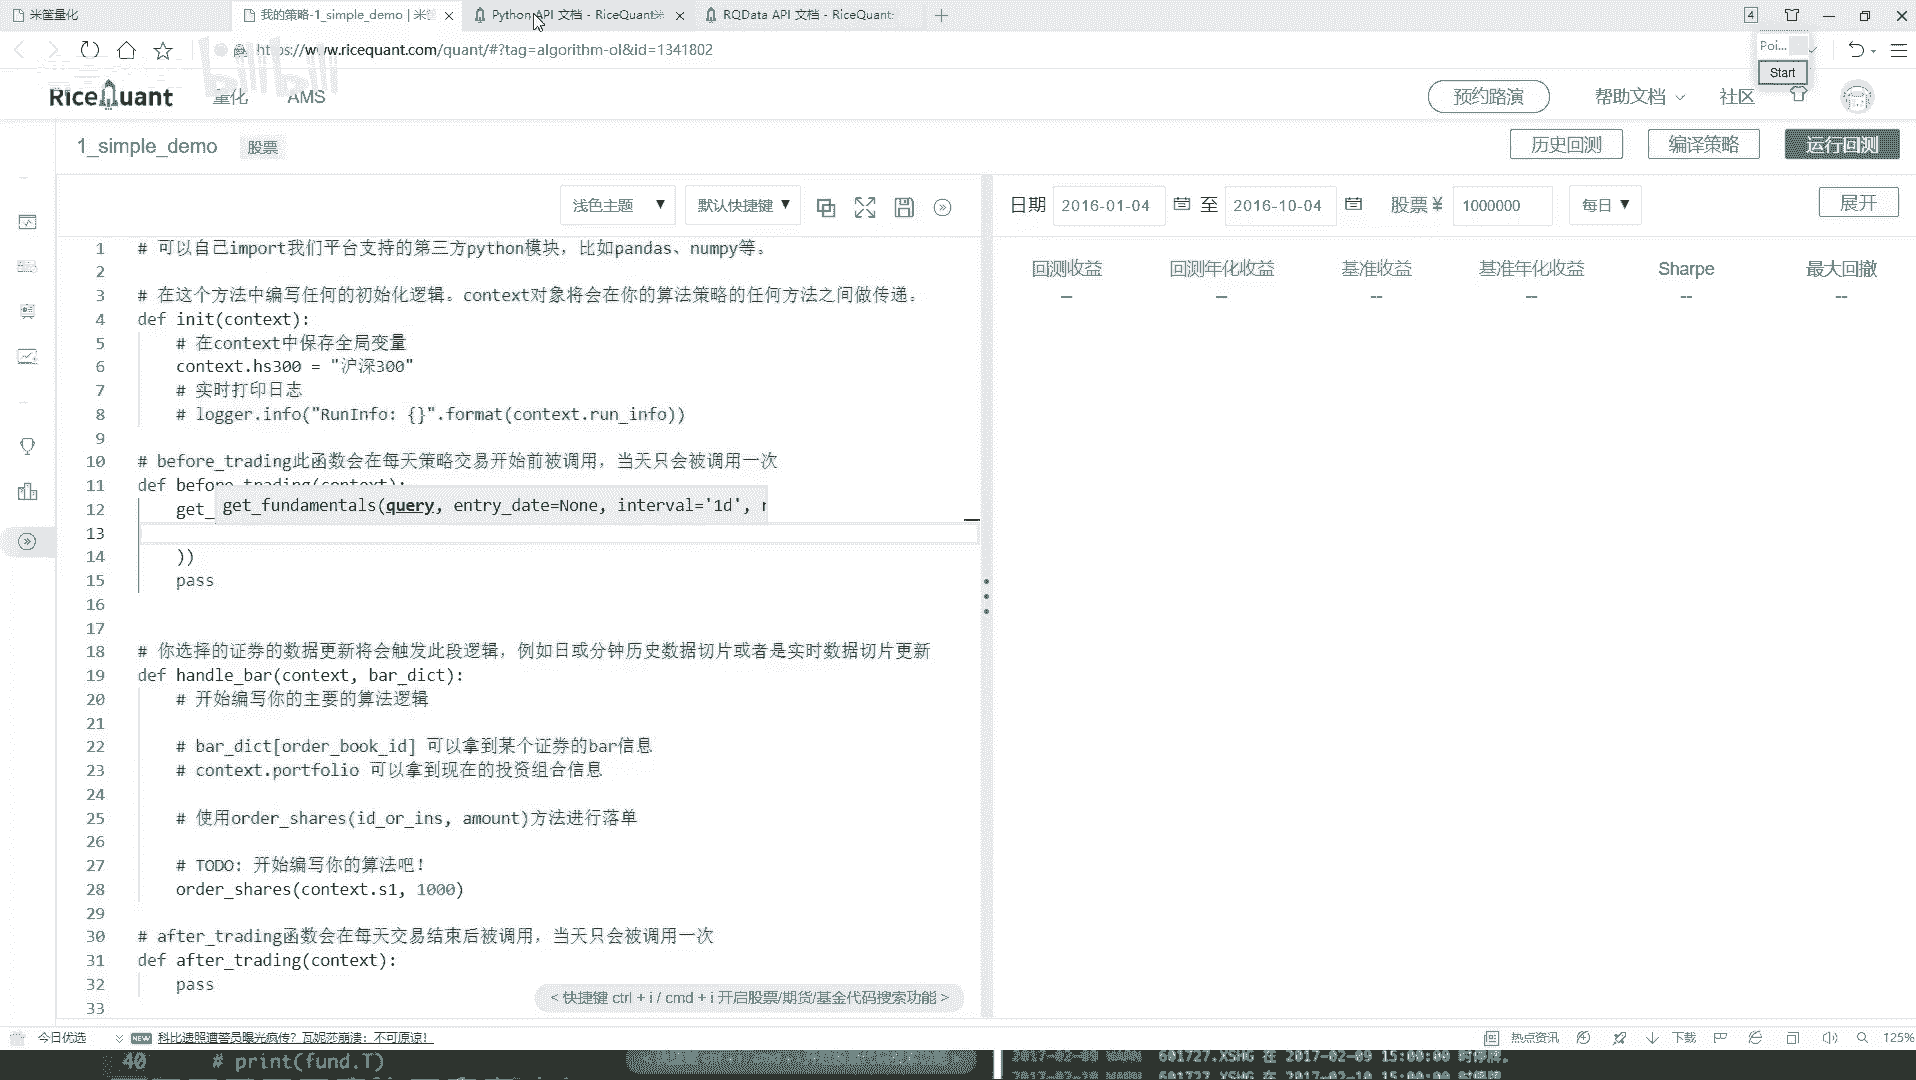 米筐量化
我的策略-1_simple_demo | 米筐
Python API 文档 - RiceQuant米
RQData API 文档 - RiceQuant:
4
https://www.ricequant.com/quant/#?tag=algorithm-ol&id=1341802
bilibili
Poi...
Start
RiceQuant
量化
AMS
预约路演
帮助文档
社区
1_simple_demo
股票
历史回测
编译策略
运行回测
浅色主题
默认快捷键
日期
2016-01-04
至
2016-10-04
股票 ¥
1000000
每日
展开
回测收益
回测年化收益
基准收益
基准年化收益
Sharpe
最大回撤
--
--
--
--
--
--
1 # 可以自己import我们平台支持的第三方python模块，比如pandas、numpy等。
2
3 # 在这个方法中编写任何的初始化逻辑。context对象将会在你的算法策略的任何方法之间做传递。
4 def init(context):
5 # 在context中保存全局变量
6 context.hs300 = "沪深300"
7 # 实时打印日志
8 # logger.info("RunInfo: {}".format(context.run_info))
9
10 # before_trading此函数会在每天策略交易开始前被调用，当天只会被调用一次
11 def before_trading(context):
get_fundamentals(query, entry_date=None, interval='1d', r
12 get_
13
14 ))
15 pass
16
17
18 # 你选择的证券的数据更新将会触发此段逻辑，例如日或分钟历史数据切片或者是实时数据切片更新
19 def handle_bar(context, bar_dict):
20 # 开始编写你的主要的算法逻辑
21
22 # bar_dict[order_book_id] 可以拿到某个证券的bar信息
23 # context.portfolio 可以拿到现在的投资组合信息
24
25 # 使用order_shares(id_or_ins, amount)方法进行落单
26
27 # TODO: 开始编写你的算法吧！
28 order_shares(context.s1, 1000)
29
30 # after_trading函数会在每天交易结束后被调用，当天只会被调用一次
31 def after_trading(context):
32 pass
33
< 快捷键 ctrl + i / cmd + i 开启股票/期货/基金代码搜索功能 >
今日优选
NEW
科比遗照遭警员曝光疯传？瓦妮莎崩溃：不可原谅！
热点资讯
下载
125%
40 # print(fund.T)
2017-02-09 WARN 601727.XSHG 在 2017-02-09 15:00:00 时停牌。
2017-02-10 WARN 601727.XSHG 在 2017-02-10 15:00:00 时停牌。